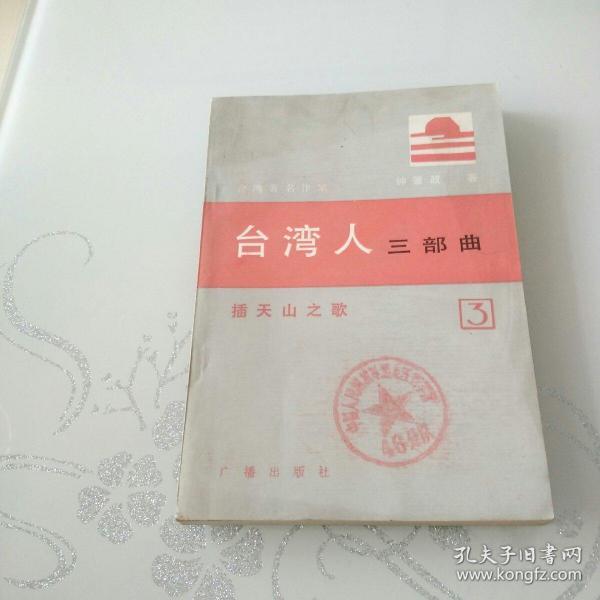 台湾著名作家
钟肇政 著
台湾人 三部曲
插天山之歌
3
广播出版社
孔夫子旧书网
www.kongfz.com